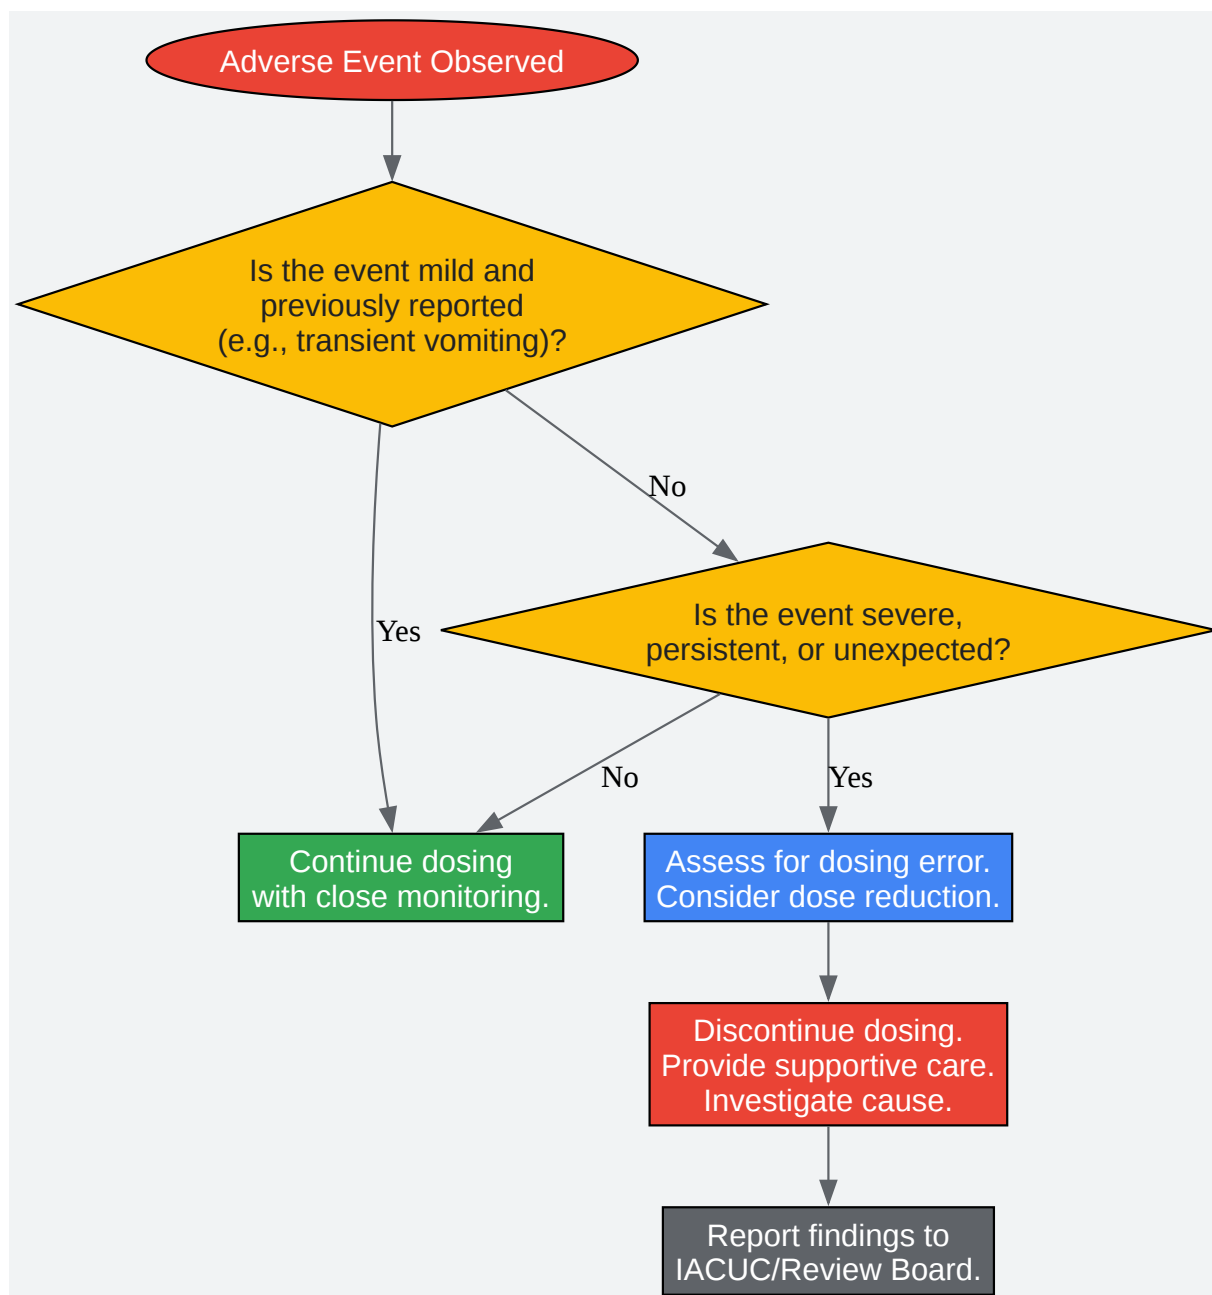 Adverse Event Observed
Is the event mild and
previously reported
(e.g., transient vomiting)?
No
Is the event severe,
persistent, or unexpected?
Yes
No
Yes
Continue dosing
with close monitoring.
Assess for dosing error.
Consider dose reduction.
Discontinue dosing.
Provide supportive care.
Investigate cause.
Report findings to
IACUC/Review Board.